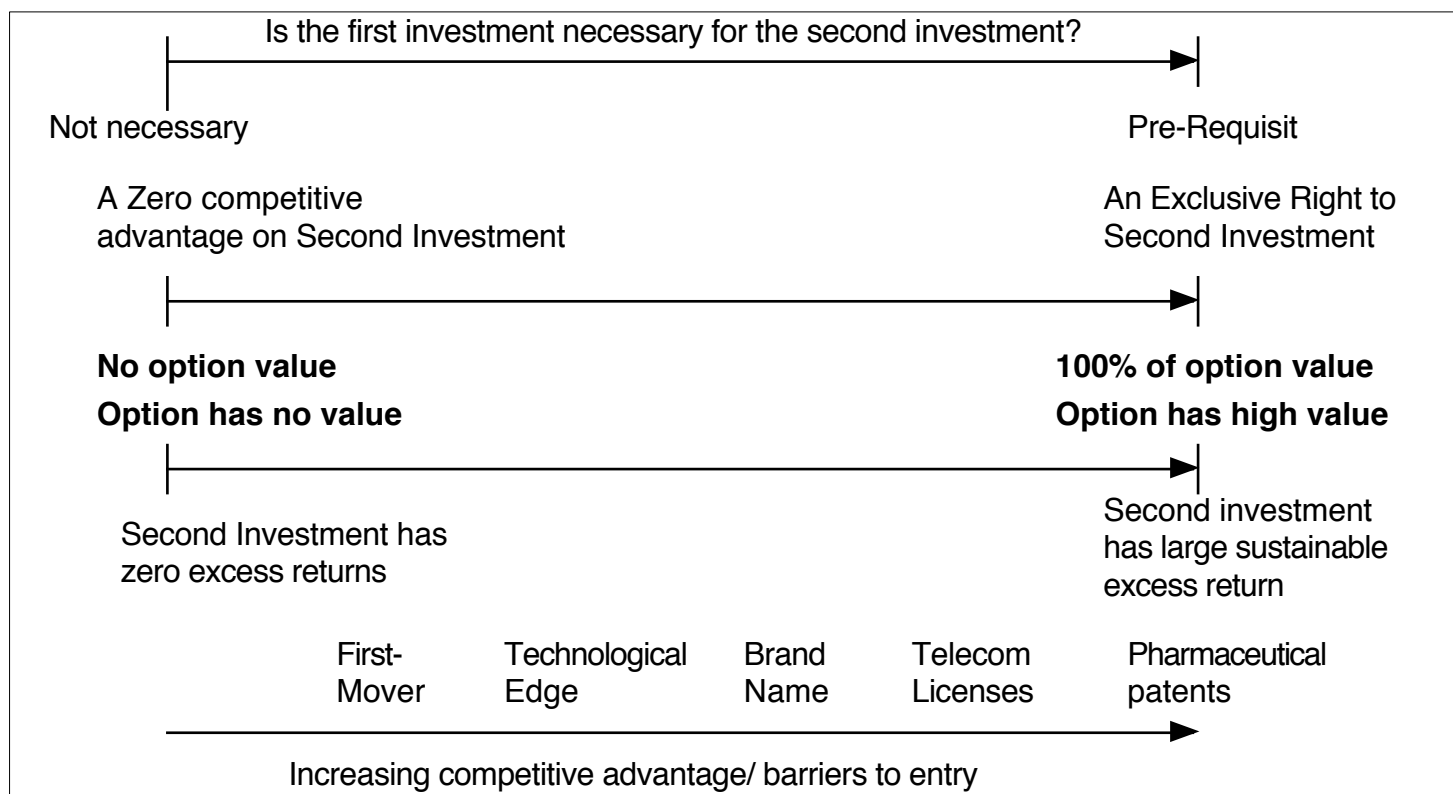 Is the first investment necessary for the second investment?
Not necessary
Pre-Requisit
A Zero competitive
advantage on Second Investment
An Exclusive Right to
Second Investment
No option value
Option has no value
100% of option value
Option has high value
Second Investment has
zero excess returns
Second investment
has large sustainable
excess return
First-
Mover
Technological
Edge
Brand
Name
Telecom
Licenses
Pharmaceutical
patents
Increasing competitive advantage/ barriers to entry